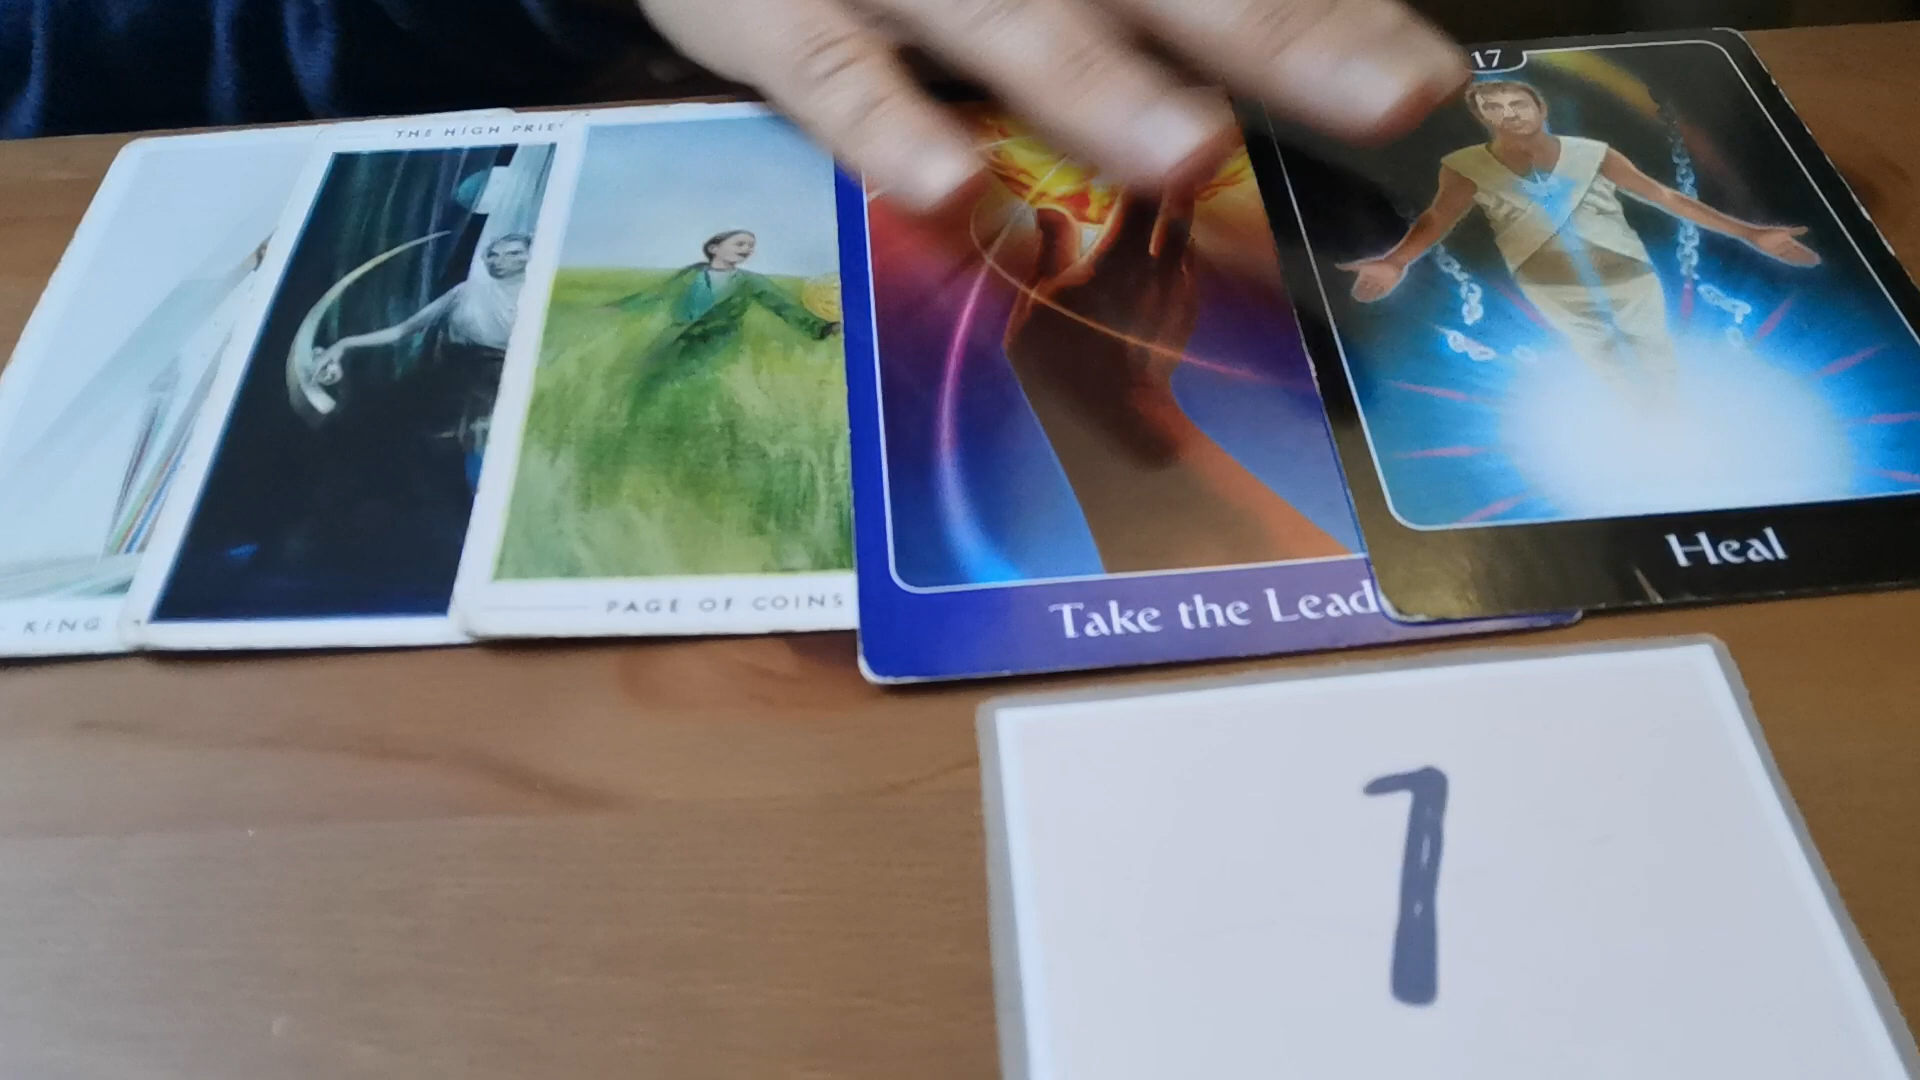 THE HIGH PRIE
17
KING
PAGE OF COINS
Take the Lead
Heal
1